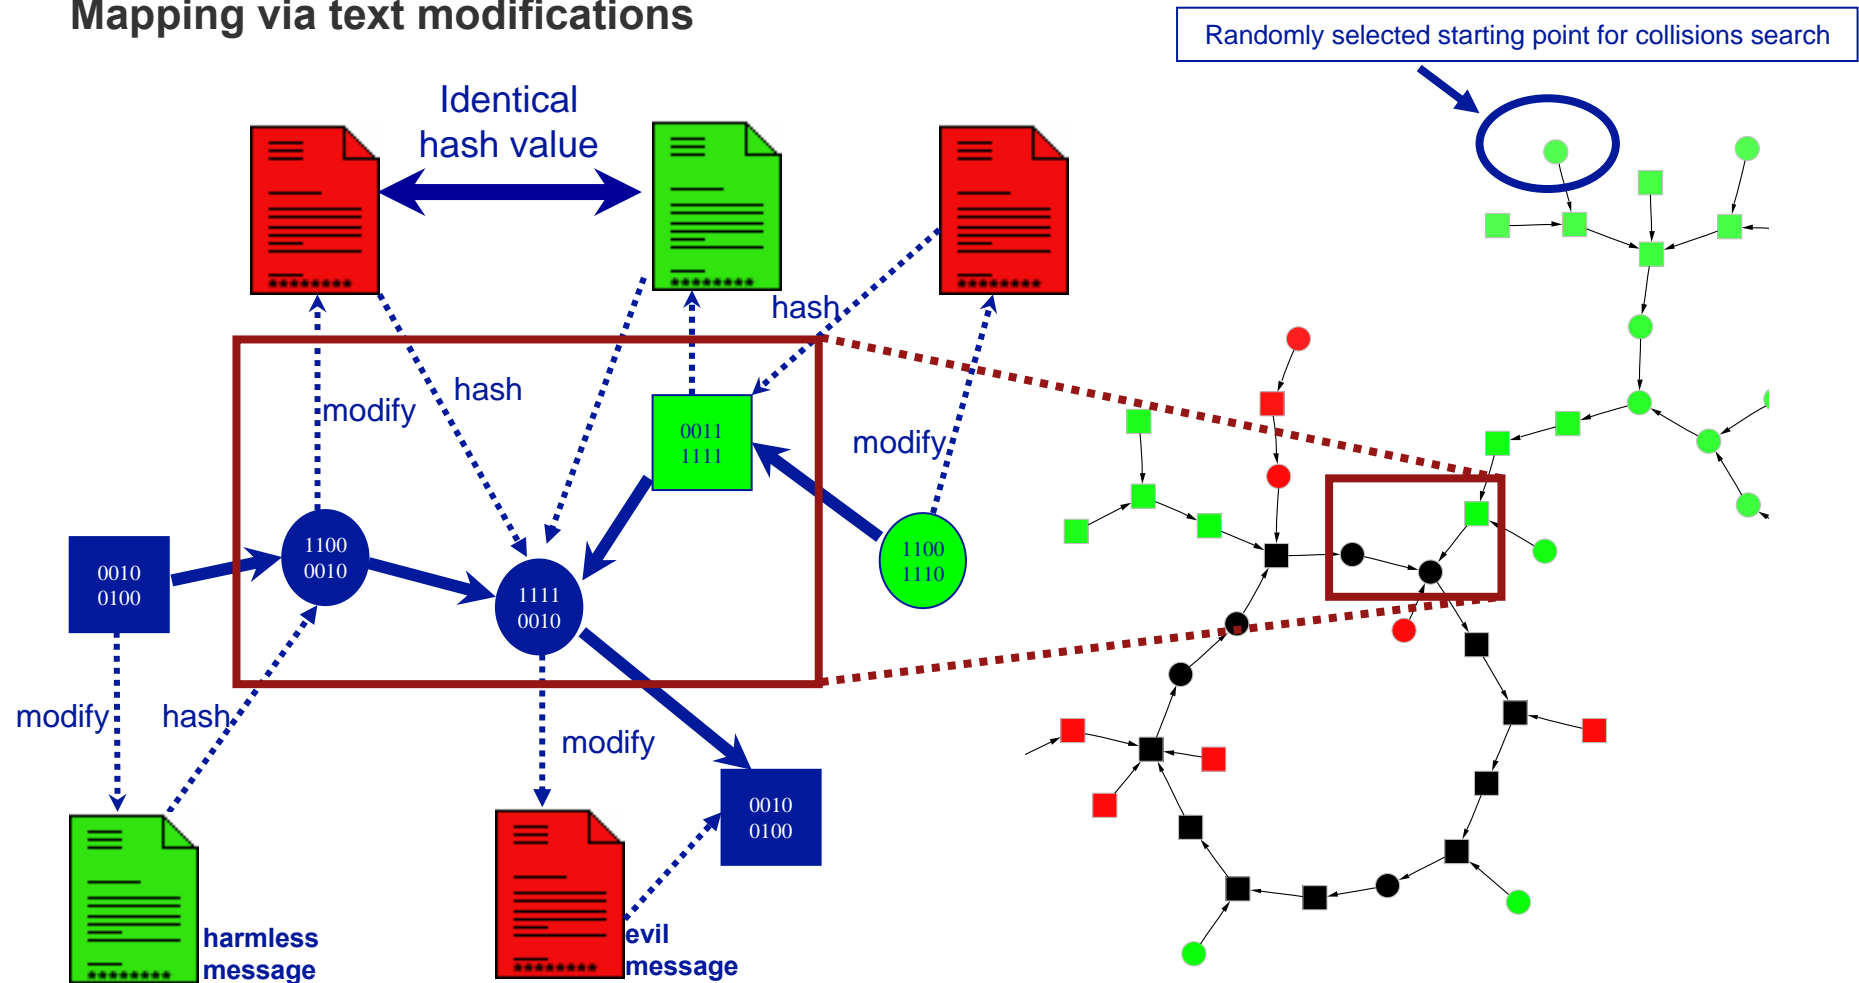 Mapping via text modifications
Randomly selected starting point for collisions search
Identical
hash value
hash
hash
modify
modify
0011
1111
1100
0010
1100
1110
0010
0100
1111
0010
modify
hash
modify
0010
0100
harmless
message
evil
message